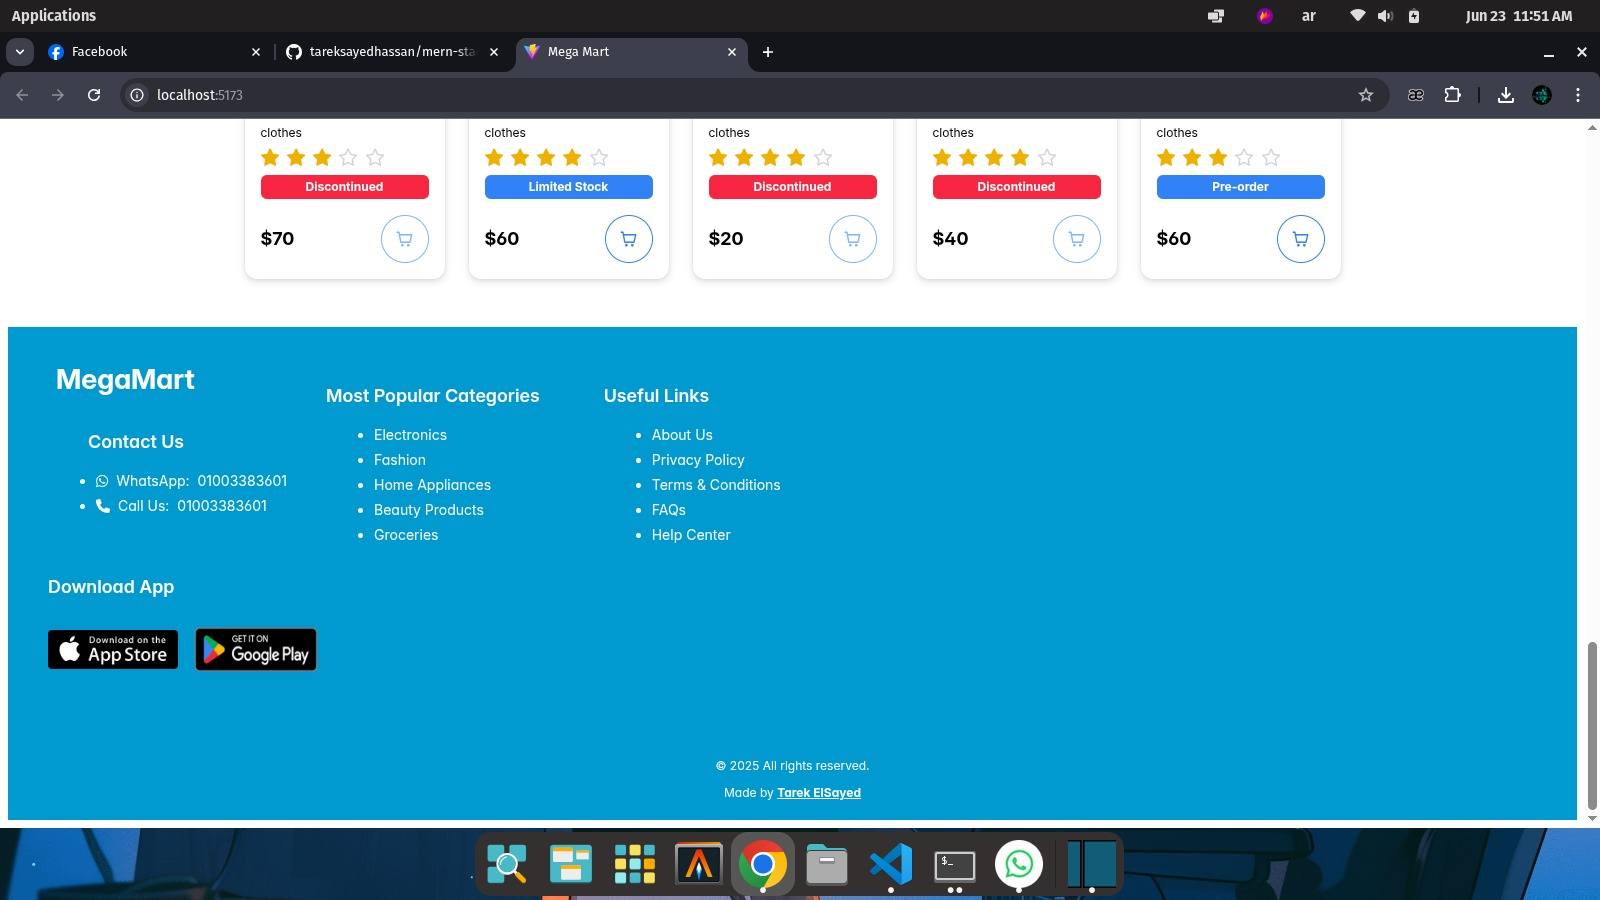 Applications
ar
Jun 23 11:51 AM
Facebook
tareksayedhassan/mern-sta
Mega Mart
localhost:5173
clothes
clothes
clothes
clothes
clothes
Discontinued
Limited Stock
Discontinued
Discontinued
Pre-order
$70
$60
$20
$40
$60
MegaMart
Contact Us
WhatsApp: 01003383601
Call Us: 01003383601
Most Popular Categories
Electronics
Fashion
Home Appliances
Beauty Products
Groceries
Useful Links
About Us
Privacy Policy
Terms & Conditions
FAQs
Help Center
Download App
Download on the
App Store
GET IT ON
Google Play
© 2025 All rights reserved.
Made by Tarek ElSayed
$_